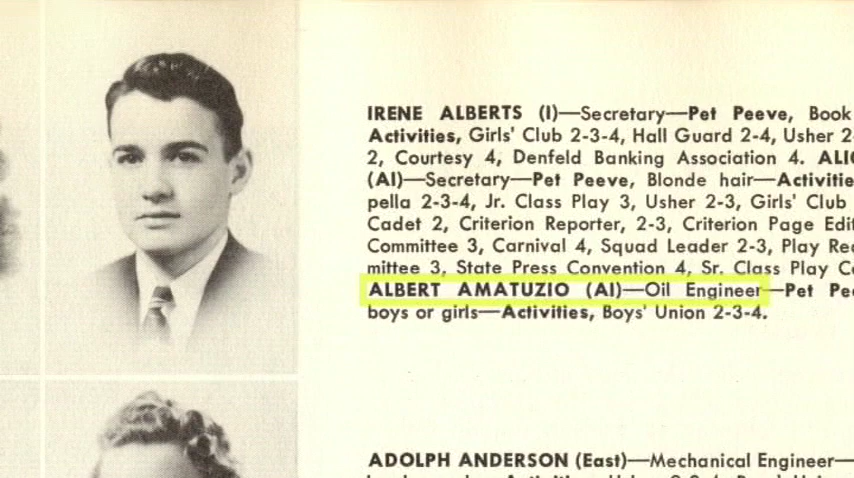 IRENE ALBERTS (I)—Secretary—Pet Peeve, Book
Activities, Girls' Club 2-3-4, Hall Guard 2-4, Usher 2-
2, Courtesy 4, Denfeld Banking Association 4. ALI
(Al)—Secretary—Pet Peeve, Blonde hair—Activitie
pella 2-3-4, Jr. Class Play 3, Usher 2-3, Girls' Club
Cadet 2, Criterion Reporter, 2-3, Criterion Page Edit
Committee 3, Carnival 4, Squad Leader 2-3, Play Re
mittee 3, State Press Convention 4, Sr. Class Play C
ALBERT AMATUZIO (Al)—Oil Engineer—Pet Pe
boys or girls—Activities, Boys' Union 2-3-4.
ADOLPH ANDERSON (East)—Mechanical Engineer—